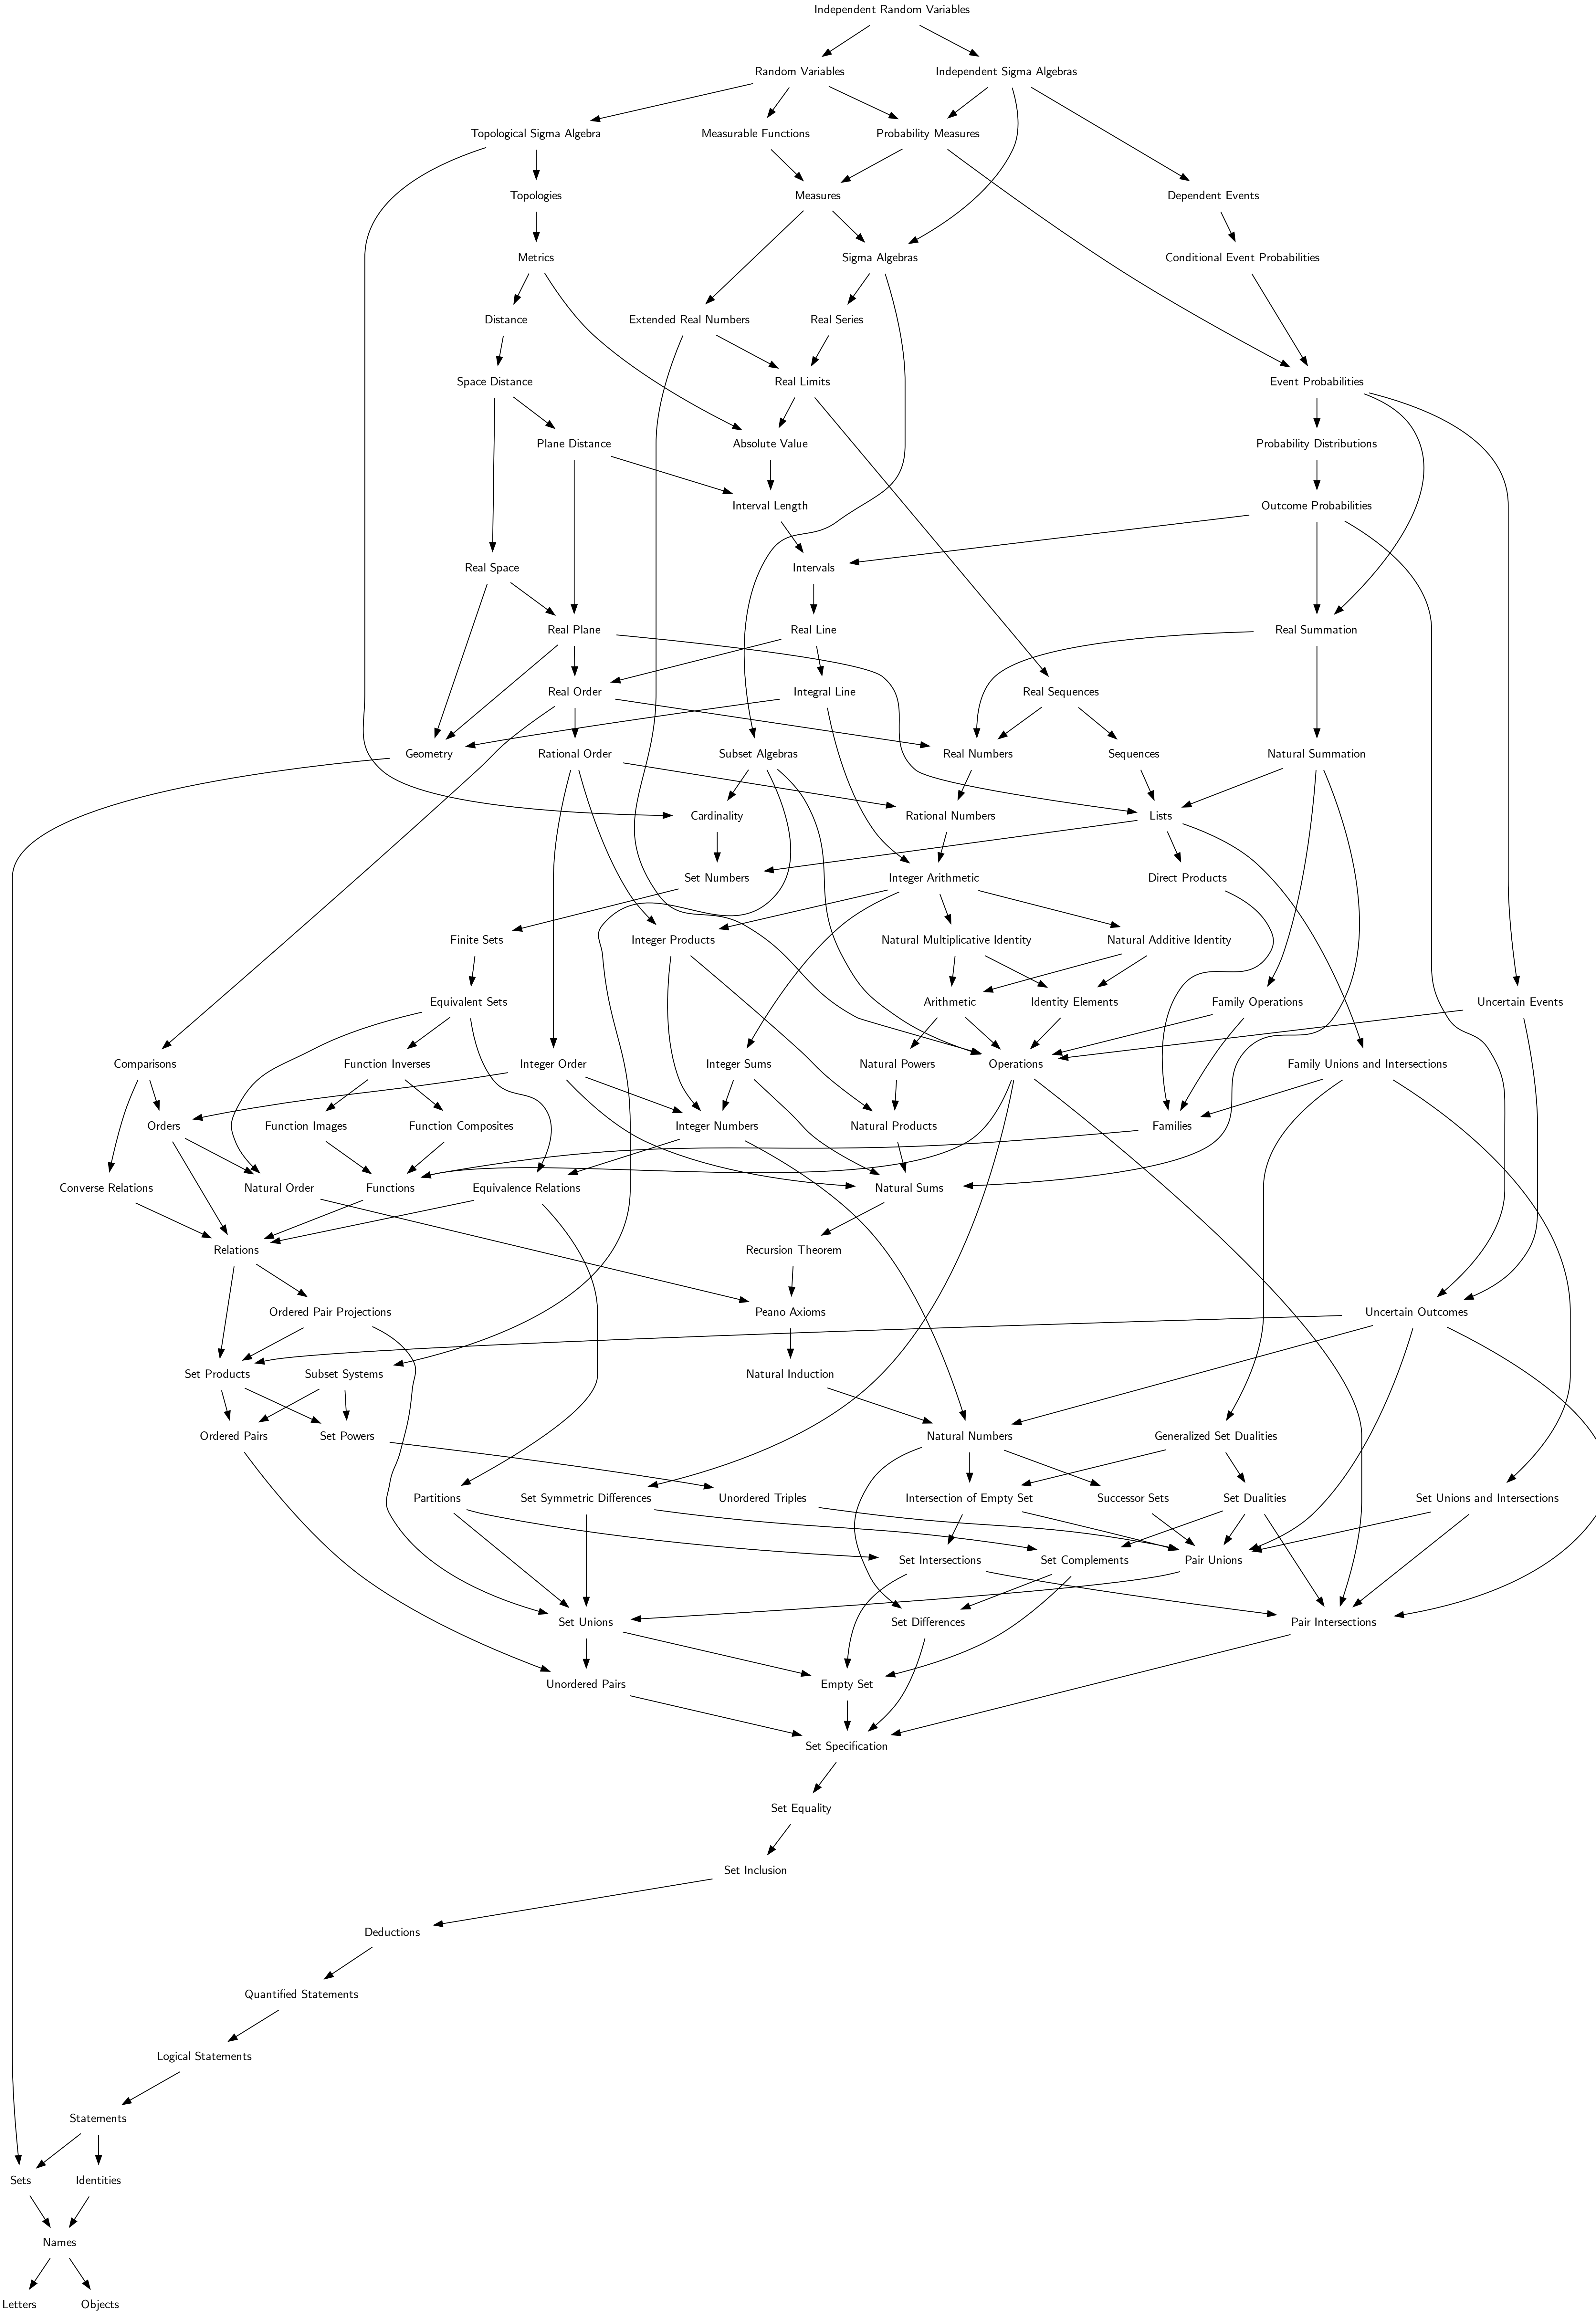 Independent Random Variables
Random Variables
Independent Sigma Algebras
Topological Sigma Algebra
Measurable Functions
Probability Measures
Topologies
Measures
Dependent Events
Metrics
Sigma Algebras
Conditional Event Probabilities
Distance
Extended Real Numbers
Real Series
Space Distance
Real Limits
Event Probabilities
Plane Distance
Absolute Value
Probability Distributions
Interval Length
Outcome Probabilities
Real Space
Intervals
Real Plane
Real Line
Real Summation
Real Order
Integral Line
Real Sequences
Geometry
Rational Order
Subset Algebras
Real Numbers
Sequences
Natural Summation
Cardinality
Rational Numbers
Lists
Set Numbers
Integer Arithmetic
Direct Products
Finite Sets
Integer Products
Natural Multiplicative Identity
Natural Additive Identity
Equivalent Sets
Arithmetic
Identity Elements
Family Operations
Uncertain Events
Comparisons
Function Inverses
Integer Order
Integer Sums
Natural Powers
Operations
Family Unions and Intersections
Orders
Function Images
Function Composites
Integer Numbers
Natural Products
Families
Converse Relations
Natural Order
Functions
Equivalence Relations
Natural Sums
Relations
Recursion Theorem
Ordered Pair Projections
Peano Axioms
Uncertain Outcomes
Set Products
Subset Systems
Natural Induction
Ordered Pairs
Set Powers
Natural Numbers
Generalized Set Dualities
Partitions
Set Symmetric Differences
Unordered Triples
Intersection of Empty Set
Successor Sets
Set Dualities
Set Unions and Intersections
Set Intersections
Set Complements
Pair Unions
Set Unions
Set Differences
Pair Intersections
Unordered Pairs
Empty Set
Set Specification
Set Equality
Set Inclusion
Deductions
Quantified Statements
Logical Statements
Statements
Sets
Identities
Names
Letters
Objects